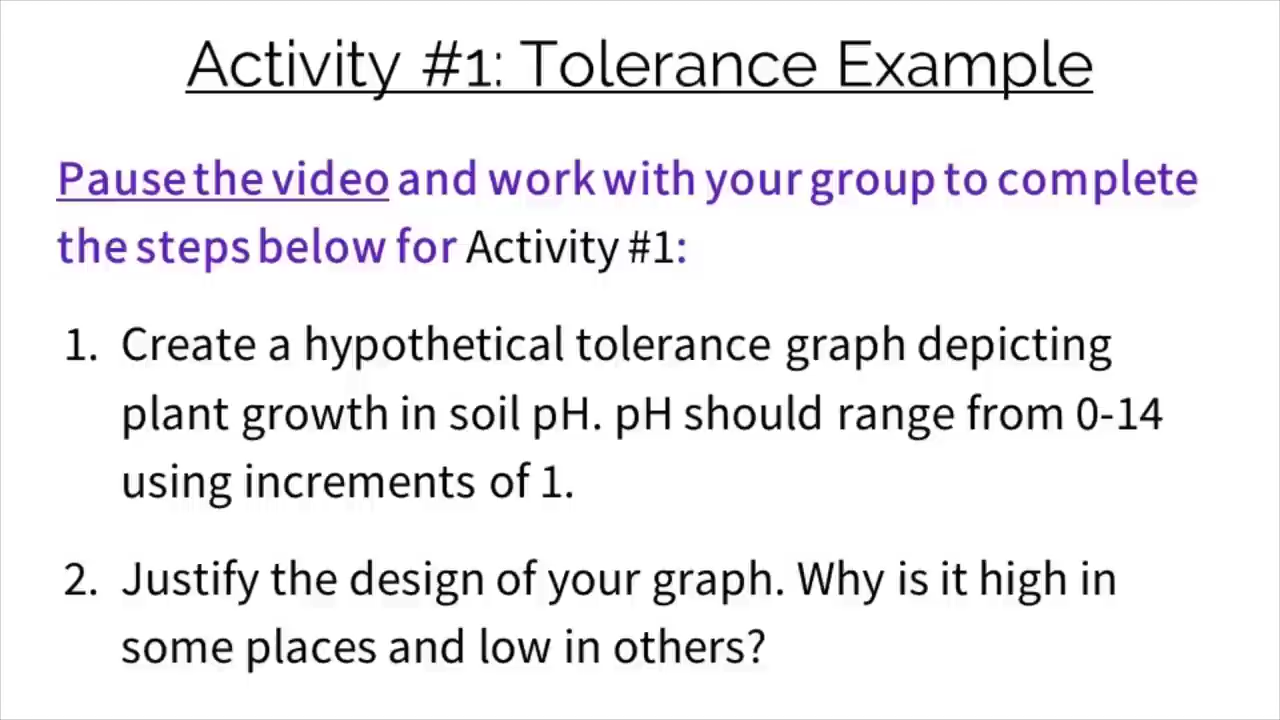 Activity #1: Tolerance Example
Pause the video and work with your group to complete
the steps below for Activity #1:
1. Create a hypothetical tolerance graph depicting
plant growth in soil pH. pH should range from 0-14
using increments of 1.
2. Justify the design of your graph. Why is it high in
some places and low in others?